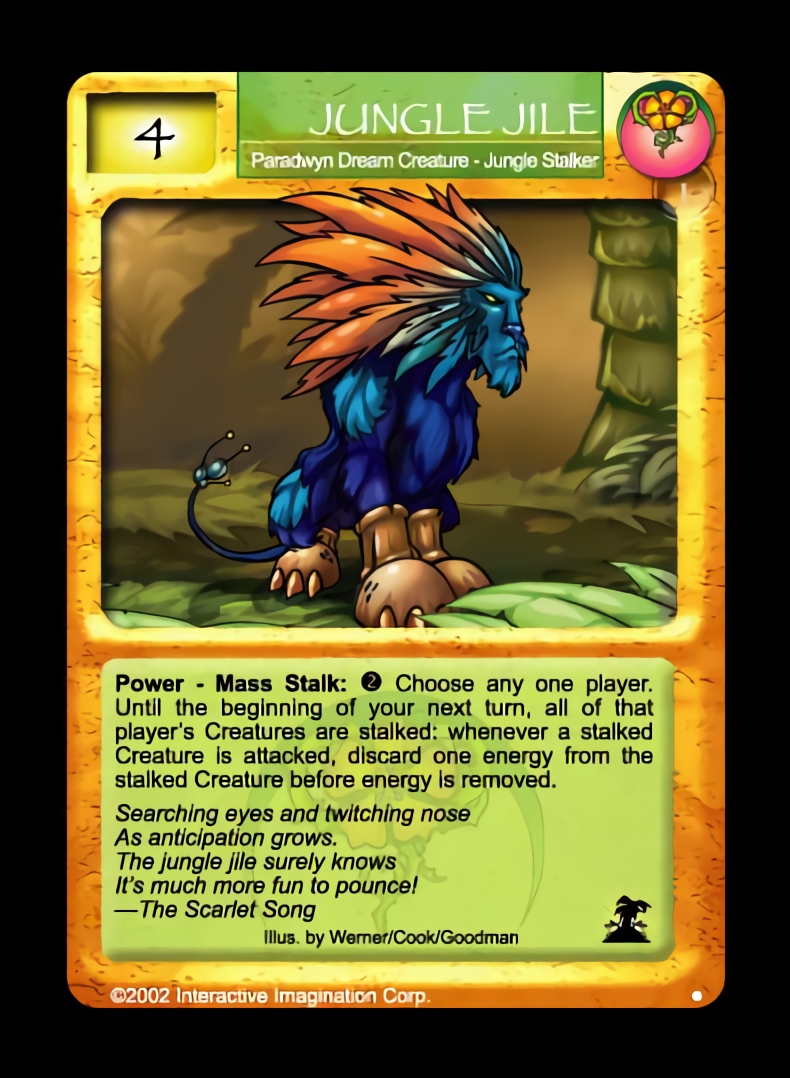 4
JUNGLE JILE
Paradwyn Dream Creature - Jungle Stalker
Power - Mass Stalk: ❷ Choose any one player.
Until the beginning of your next turn, all of that
player's Creatures are stalked: whenever a stalked
Creature is attacked, discard one energy from the
stalked Creature before energy is removed.
Searching eyes and twitching nose
As anticipation grows.
The jungle jile surely knows
It's much more fun to pounce!
—The Scarlet Song
Illus. by Werner/Cook/Goodman
©2002 Interactive Imagination Corp.